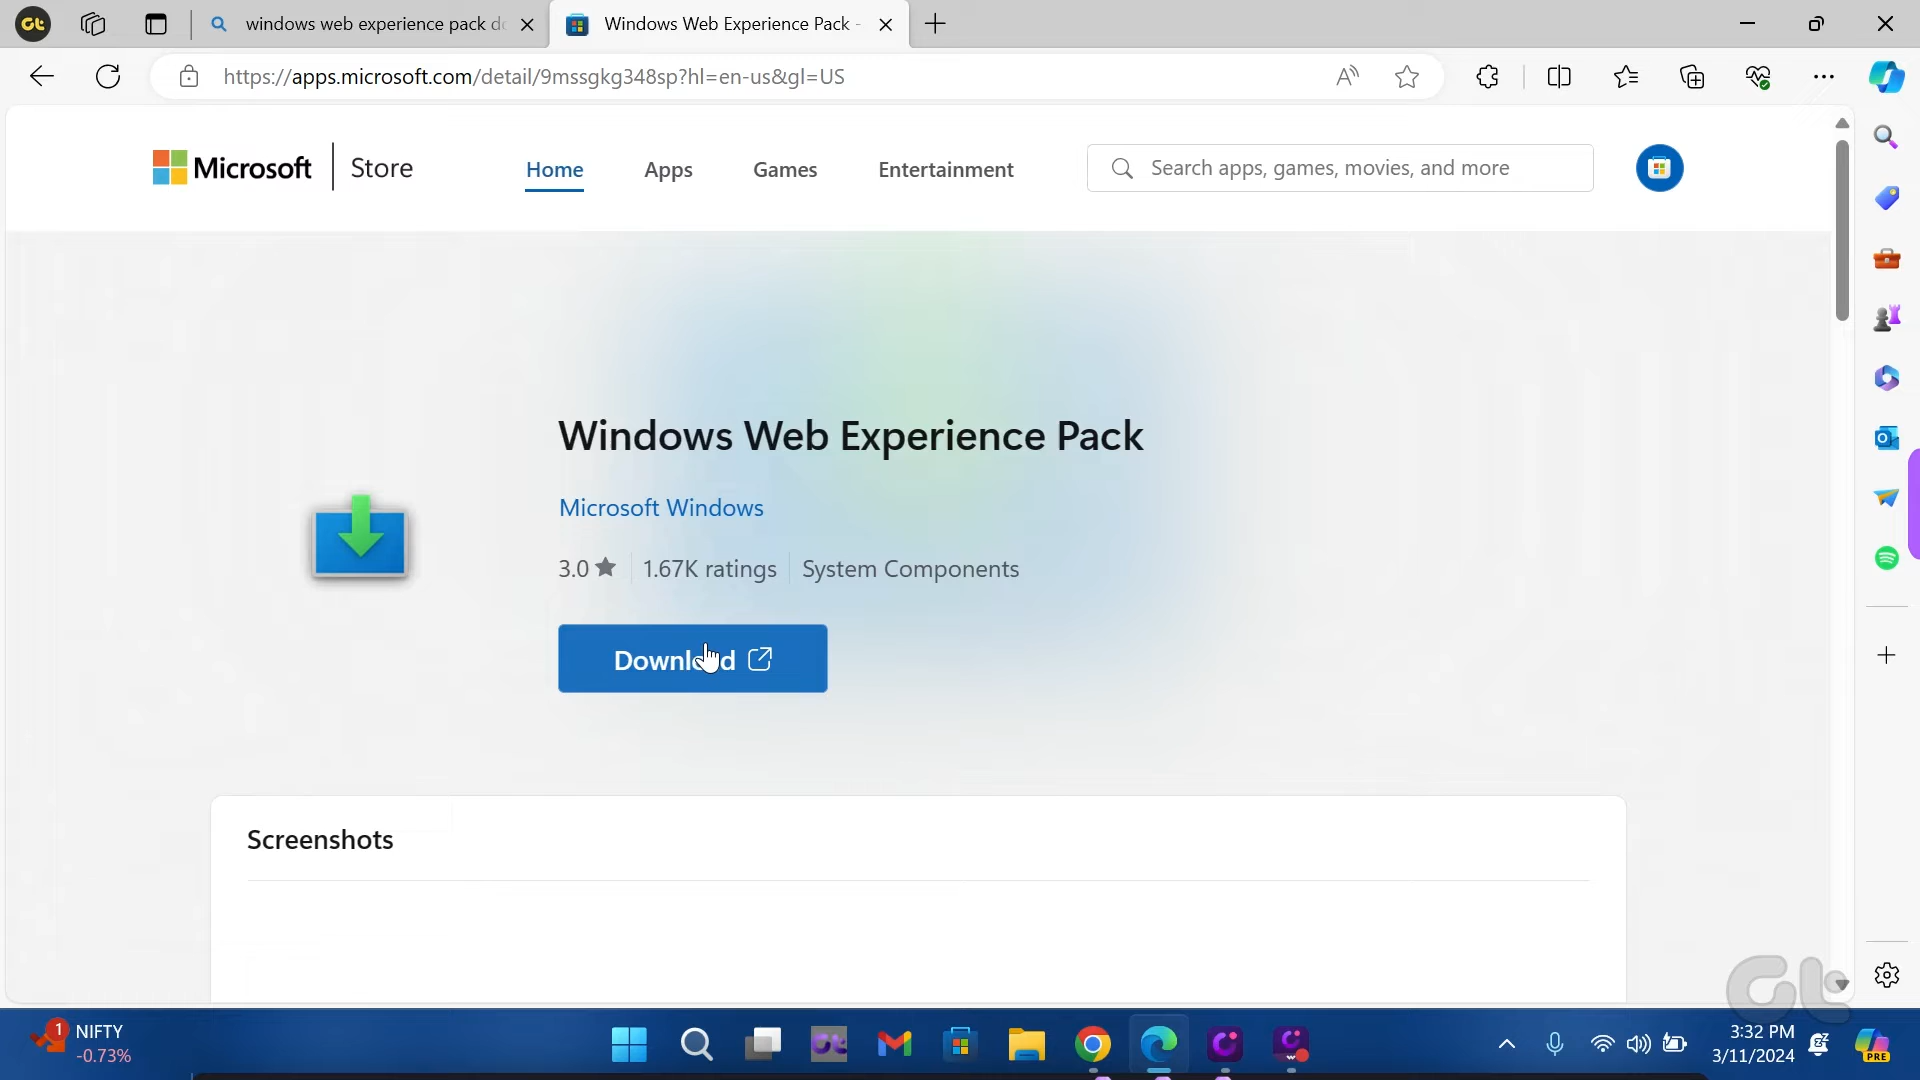 windows web experience pack
Windows Web Experience Pack -
https://apps.microsoft.com/detail/9mssgkg348sp?hl=en-us&gl=US
Microsoft | Store
Home
Apps
Games
Entertainment
Search apps, games, movies, and more
Windows Web Experience Pack
Microsoft Windows
3.0 ★
1.67K ratings
System Components
Download
Screenshots
1
NIFTY
-0.73%
3:32 PM
3/11/2024
PRE